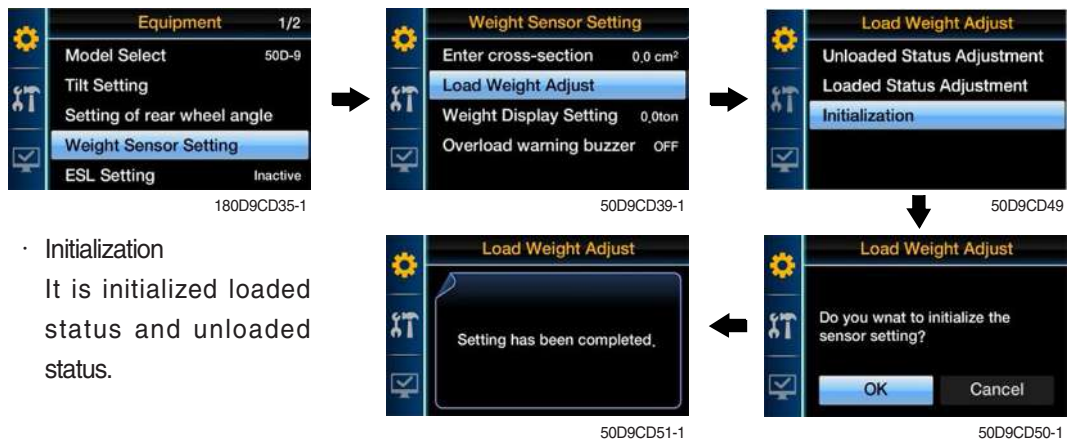 Equipment 1/2
Model Select 50D-9
Tilt Setting
Setting of rear wheel angle
Weight Sensor Setting
ESL Setting Inactive
180D9CD35-1
Weight Sensor Setting
Enter cross-section 0.0 cm²
Load Weight Adjust
Weight Display Setting 0.0ton
Overload warning buzzer OFF
50D9CD39-1
Load Weight Adjust
Unloaded Status Adjustment
Loaded Status Adjustment
Initialization
50D9CD49
· Initialization
It is initialized loaded
status and unloaded
status.
Load Weight Adjust
Do you wnat to initialize the
sensor setting?
OK Cancel
50D9CD50-1
Load Weight Adjust
Setting has been completed.
50D9CD51-1